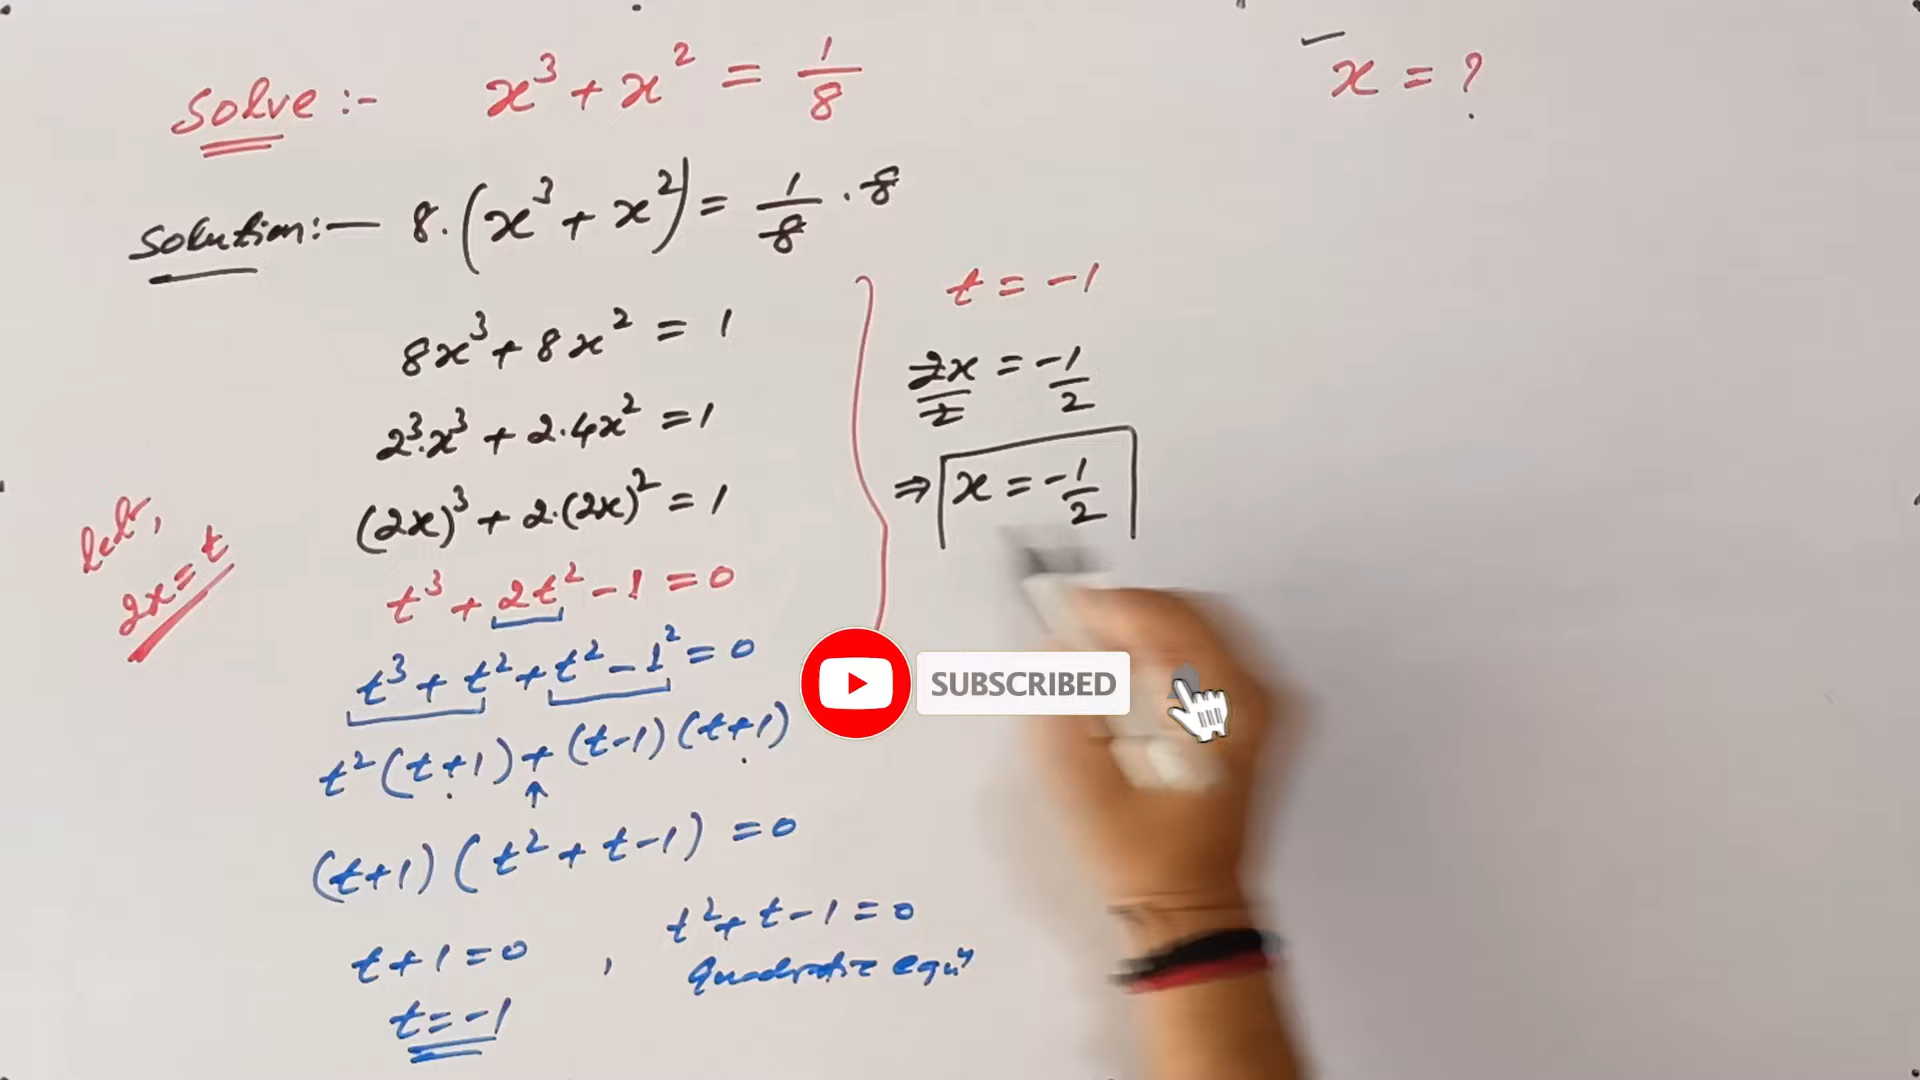 Solve :- x³ + x² = 1/8
x = ?
Solution:— 8.(x³ + x²) = 1/8 . 8
8x³ + 8x² = 1
2³.x³ + 2.4x² = 1
(2x)³ + 2.(2x)² = 1
let,
2x = t
t³ + 2t² - 1 = 0
t³ + t² + t² - 1² = 0
t²(t+1) + (t-1)(t+1)
(t+1)(t² + t - 1) = 0
t+1 = 0 , t² + t - 1 = 0
Quadratic equⁿ
t = -1
t = -1
2x/2 = -1/2
⇒ x = -1/2
SUBSCRIBED